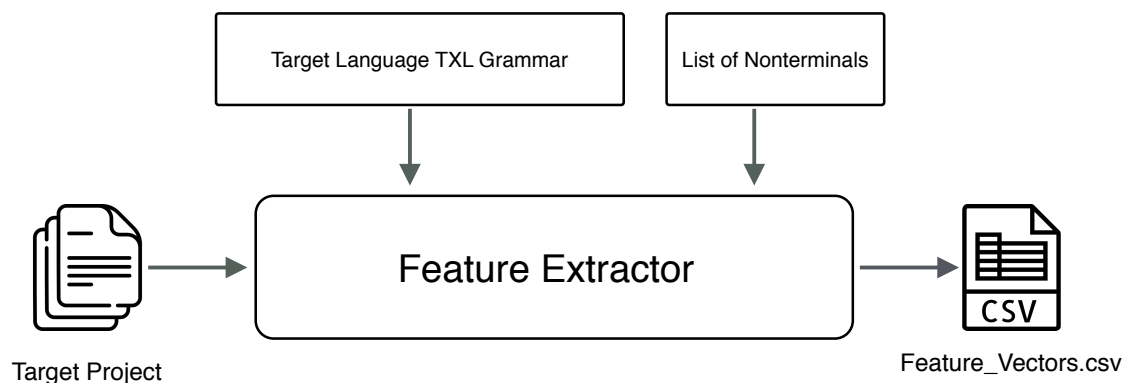 Target Language TXL Grammar
List of Nonterminals
Feature Extractor
CSV
Target Project
Feature_Vectors.csv